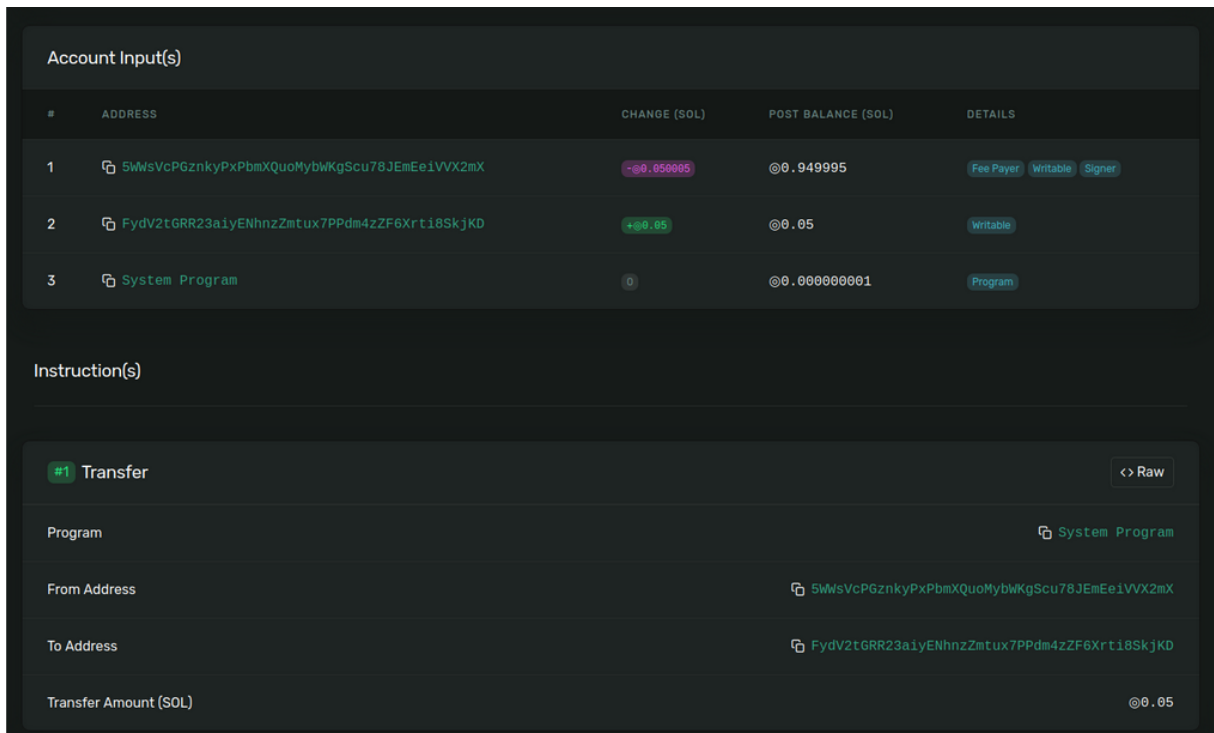 Account Input(s)
# ADDRESS CHANGE (SOL) POST BALANCE (SOL) DETAILS
1 5WWsVcPGznkyPxPbmXQuoMybWKgScu78JEmEeiVVX2mX -◎0.050005 ◎0.949995 Fee Payer Writable Signer
2 FydV2tGRR23aiyENhnzZmtux7PPdm4zZF6Xrti8SkjKD +◎0.05 ◎0.05 Writable
3 System Program 0 ◎0.000000001 Program
Instruction(s)
#1 Transfer <> Raw
Program System Program
From Address 5WWsVcPGznkyPxPbmXQuoMybWKgScu78JEmEeiVVX2mX
To Address FydV2tGRR23aiyENhnzZmtux7PPdm4zZF6Xrti8SkjKD
Transfer Amount (SOL) ◎0.05